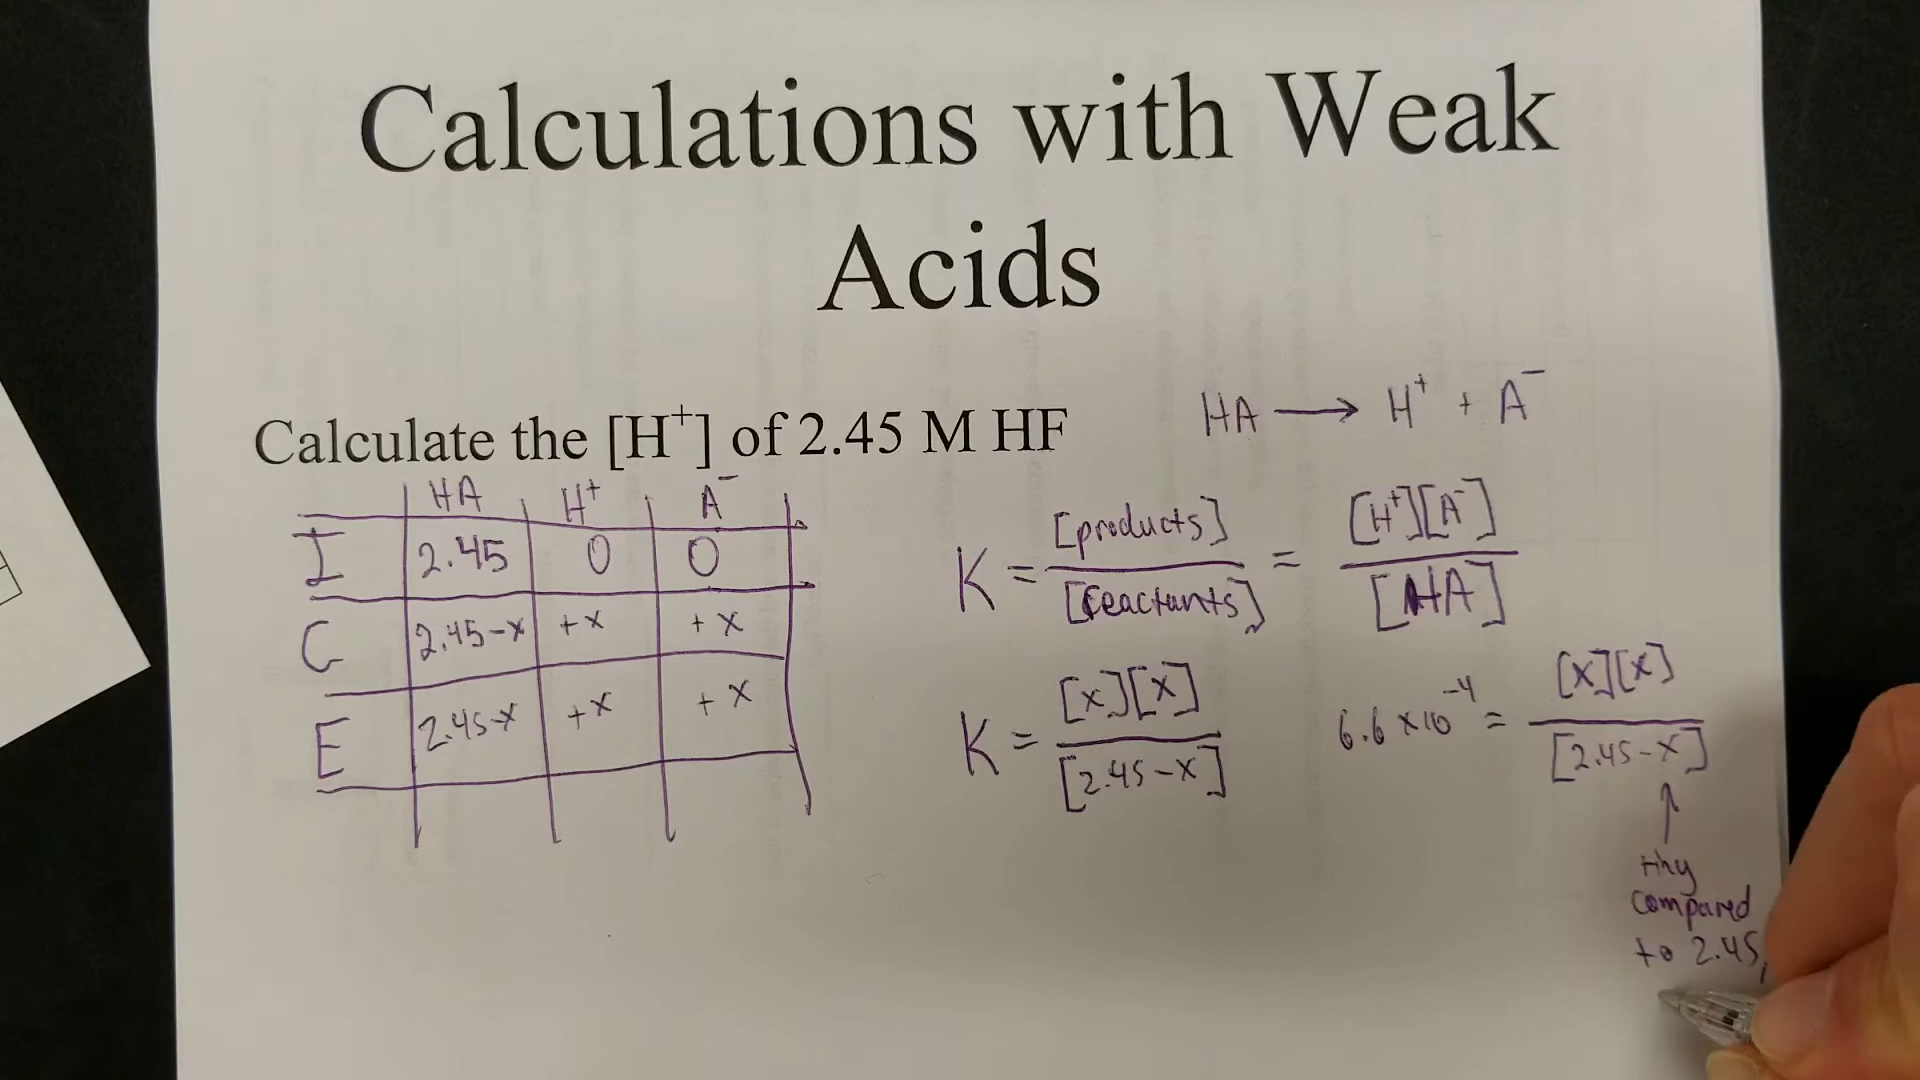 Calculations with Weak
Acids
HA ⟶ H⁺ + A⁻
Calculate the [H⁺] of 2.45 M HF
HA H⁺ A⁻
I 2.45 0 0
C 2.45-x +x +x
E 2.45-x +x +x
K = [products] / [reactants] = [H⁺][A⁻] / [HA]
K = [x][x] / [2.45-x]
6.6 x10⁻⁴ = [x][x] / [2.45-x]
↑
tiny
compared
to 2.45,